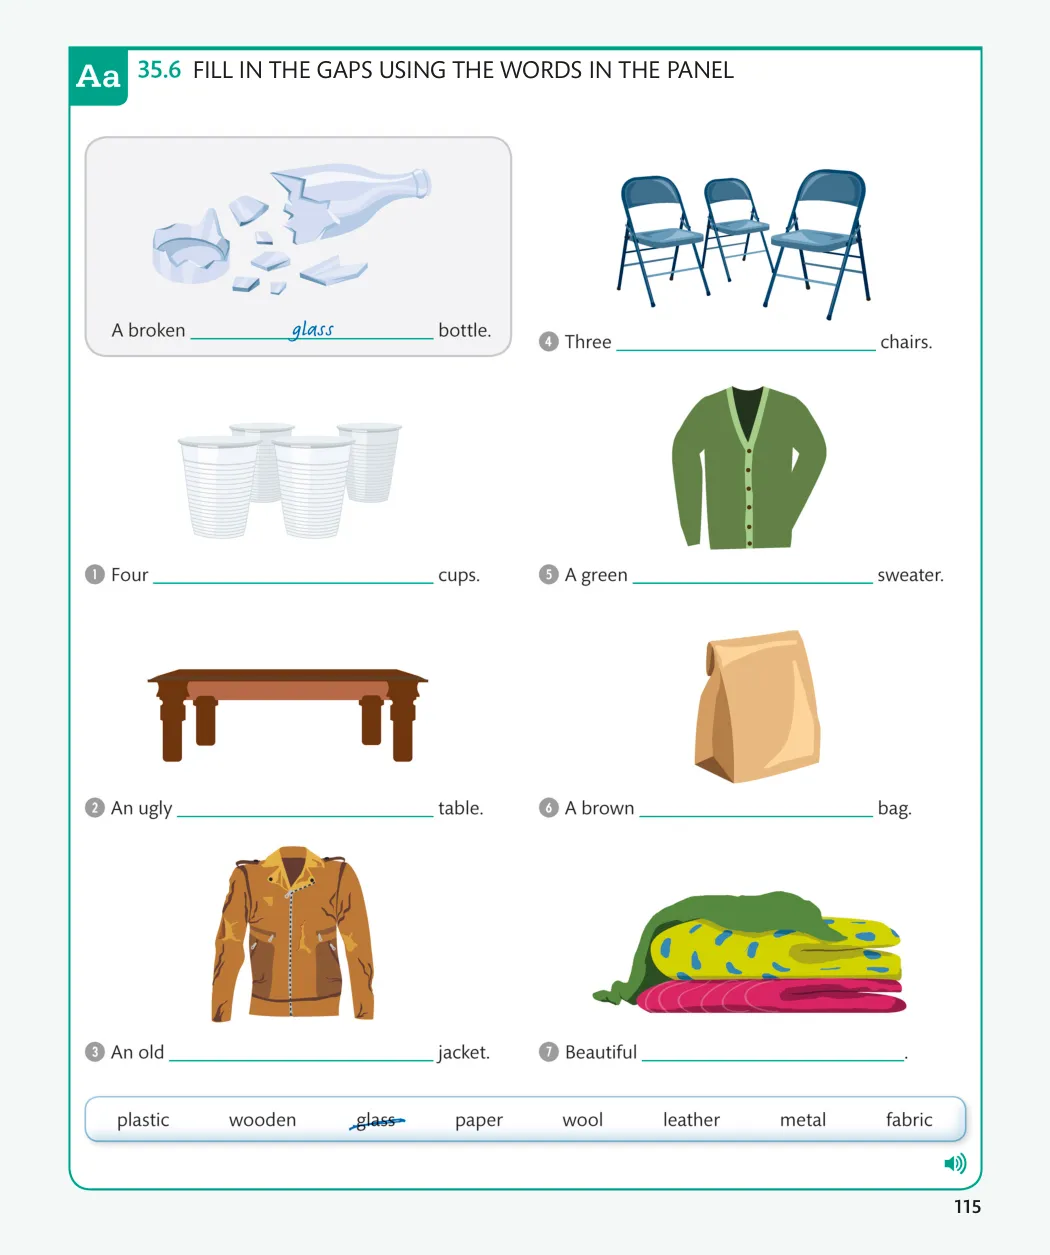 Aa 35.6 FILL IN THE GAPS USING THE WORDS IN THE PANEL
A broken glass bottle.
1 Four cups.
2 An ugly table.
3 An old jacket.
4 Three chairs.
5 A green sweater.
6 A brown bag.
7 Beautiful .
plastic wooden glass paper wool leather metal fabric
115